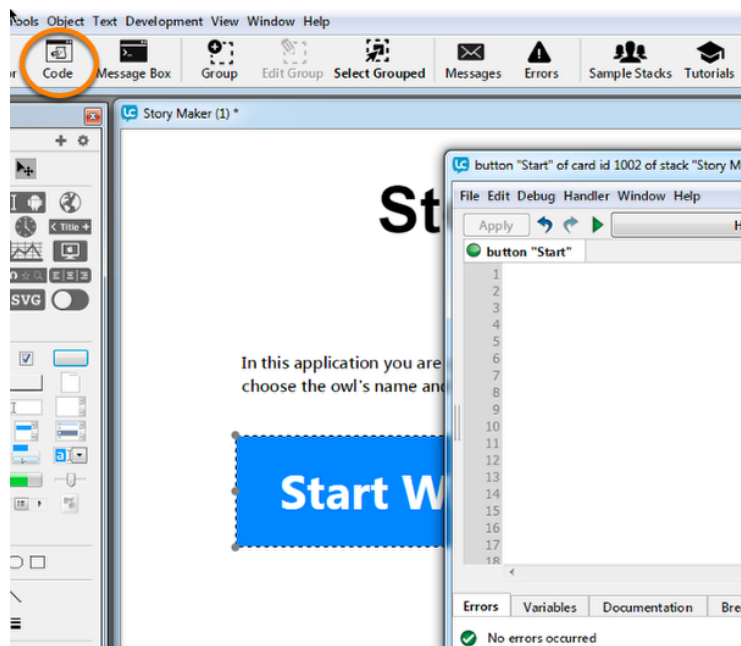 Tools Object Text Development View Window Help
Code Message Box Group Edit Group Select Grouped Messages Errors Sample Stacks Tutorials
Story Maker (1) *
button "Start" of card id 1002 of stack "Story M
File Edit Debug Handler Window Help
Apply
button "Start"
St
< Title +
SVG
In this application you are
choose the owl's name and
Start W
1
2
3
4
5
6
7
8
9
10
11
12
13
14
15
16
17
18
Errors Variables Documentation Bre
No errors occurred